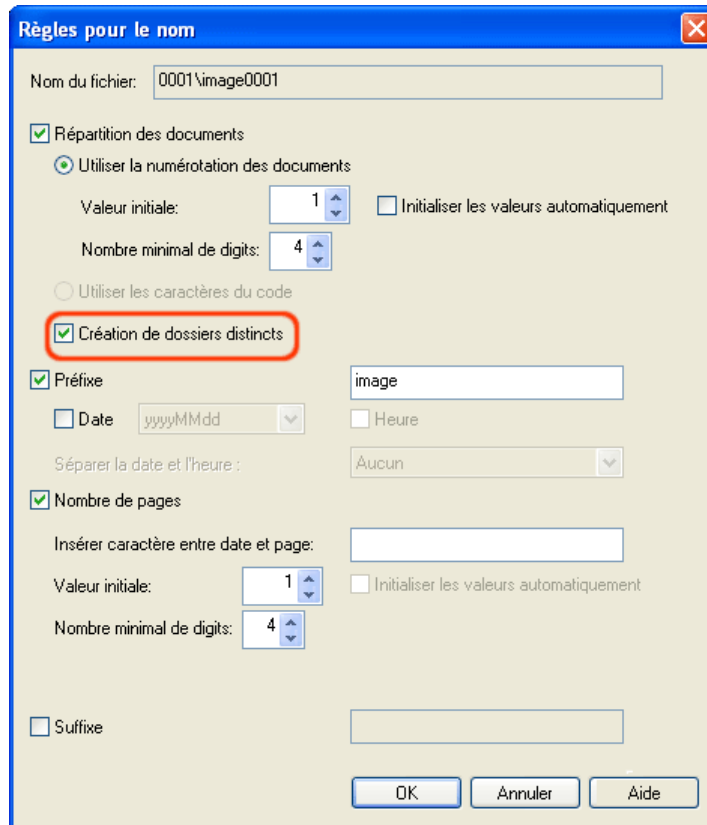 Règles pour le nom
Nom du fichier: 0001\image0001
Répartition des documents
Utiliser la numérotation des documents
Valeur initiale: 1 Initialiser les valeurs automatiquement
Nombre minimal de digits: 4
Utiliser les caractères du code
Création de dossiers distincts
Préfixe image
Date yyyyMMdd Heure
Séparer la date et l'heure : Aucun
Nombre de pages
Insérer caractère entre date et page:
Valeur initiale: 1 Initialiser les valeurs automatiquement
Nombre minimal de digits: 4
Suffixe
OK Annuler Aide